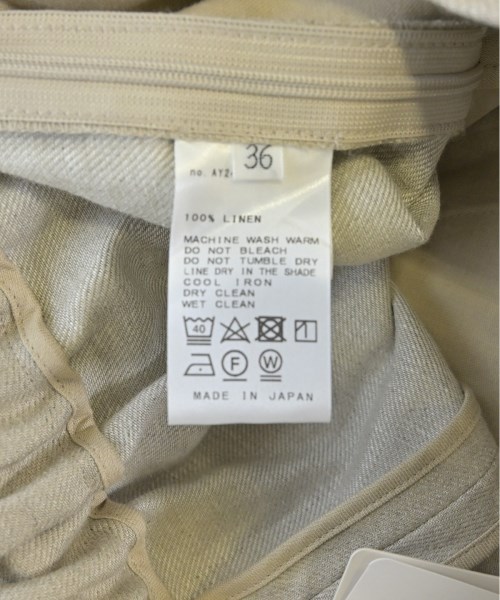 36
no. AYZ
100% LINEN
MACHINE WASH WARM
DO NOT BLEACH
DO NOT TUMBLE DRY
LINE DRY IN THE SHADE
COOL IRON
DRY CLEAN
WET CLEAN
40
F W
MADE IN JAPAN